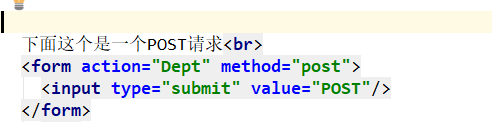 下面这个是一个POST请求<br>
<form action="Dept" method="post">
<input type="submit" value="POST"/>
</form>